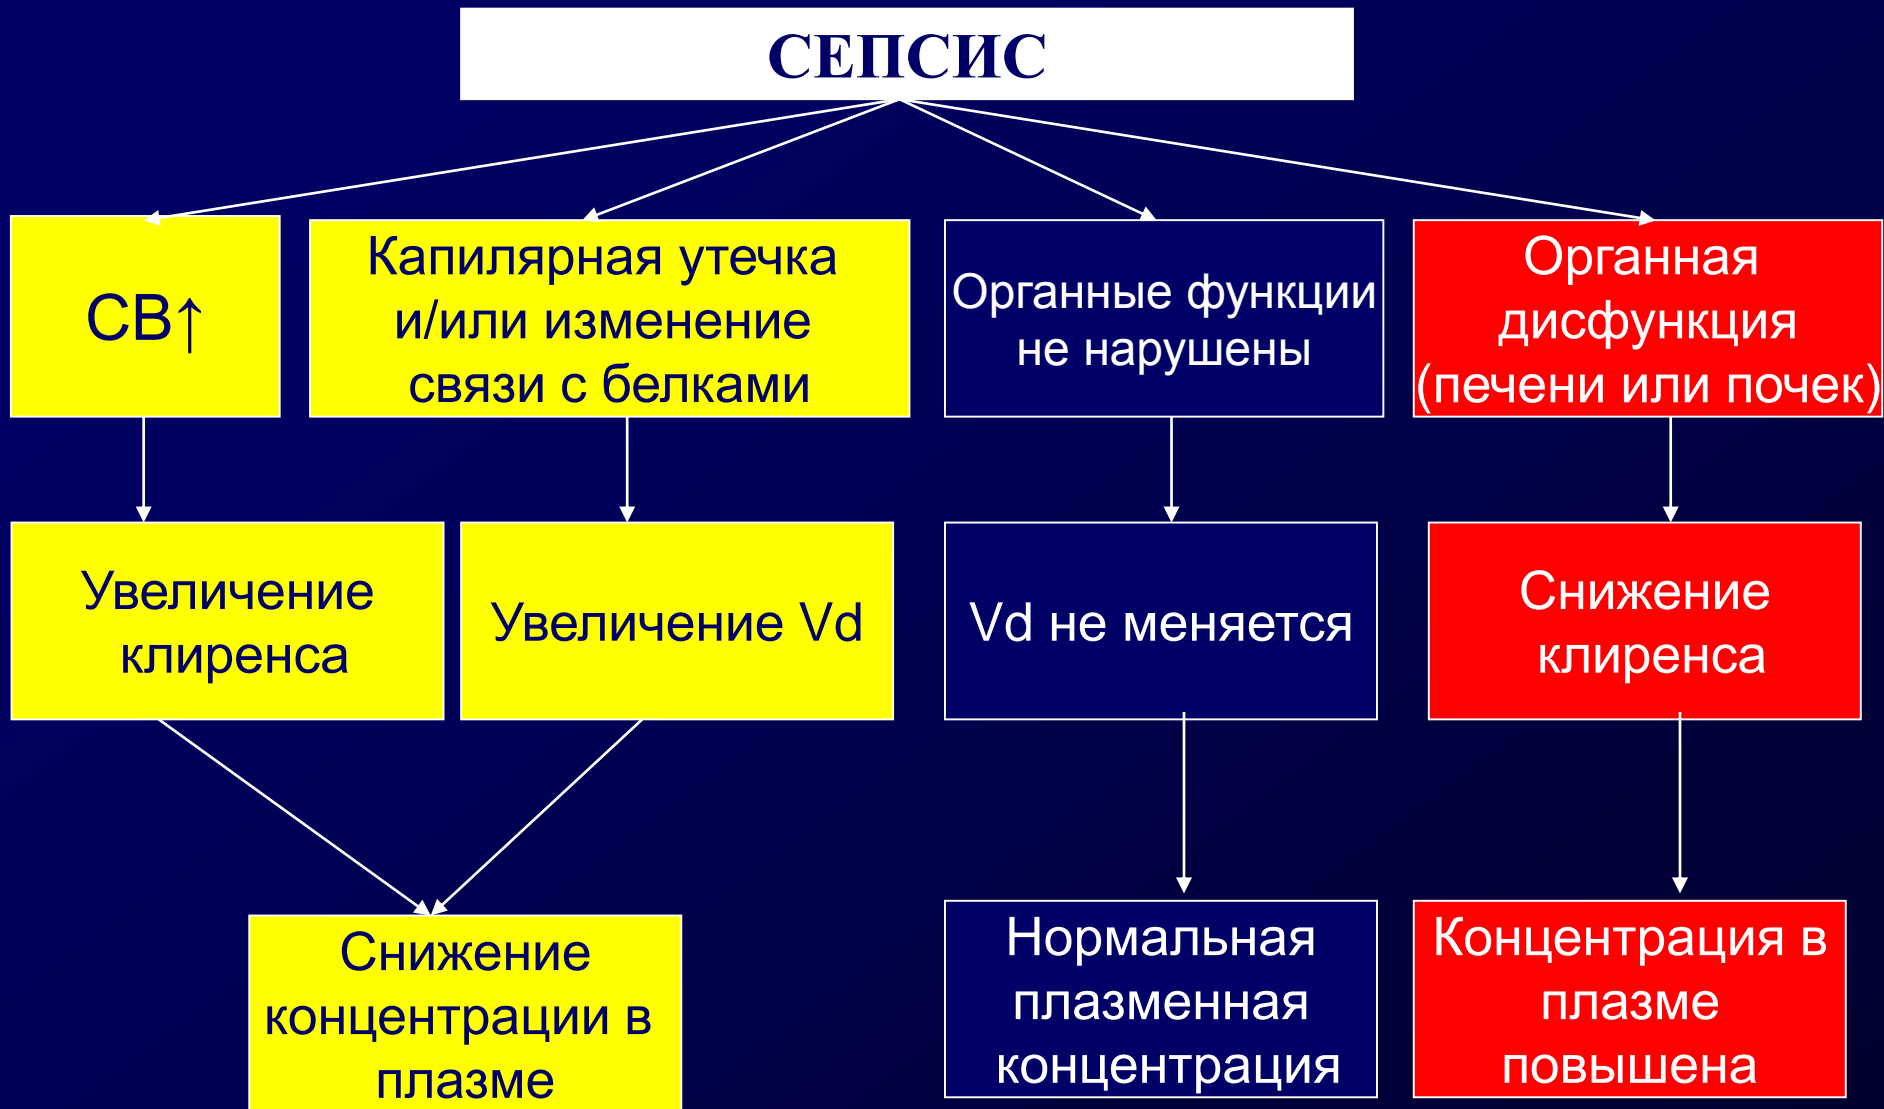 СЕПСИС
СВ↑
Капилярная утечка
и/или изменение
связи с белками
Органные функции
не нарушены
Органная
дисфункция
(печени или почек)
Увеличение
клиренса
Увеличение Vd
Vd не меняется
Снижение
клиренса
Снижение
концентрации в
плазме
Нормальная
плазменная
концентрация
Концентрация в
плазме
повышена